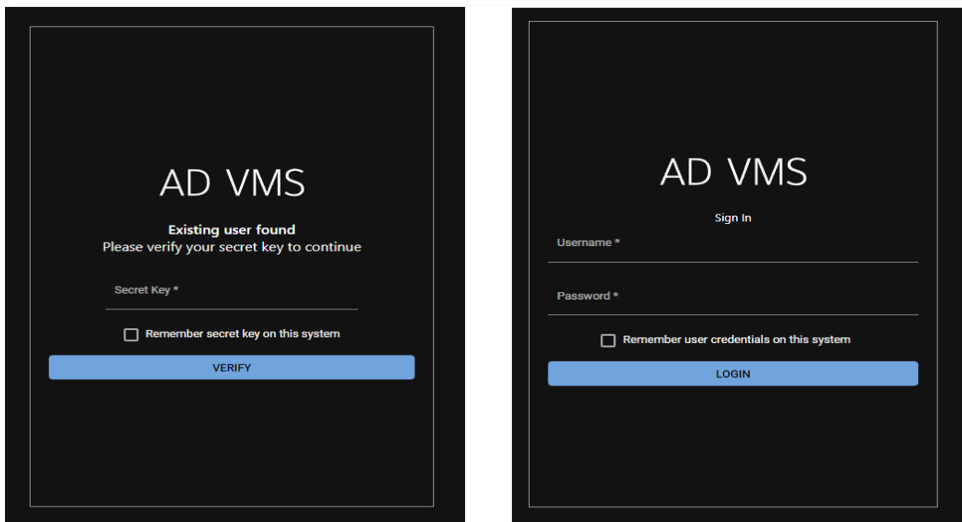 AD VMS
Existing user found
Please verify your secret key to continue
Secret Key *
Remember secret key on this system
VERIFY
AD VMS
Sign In
Username *
Password *
Remember user credentials on this system
LOGIN